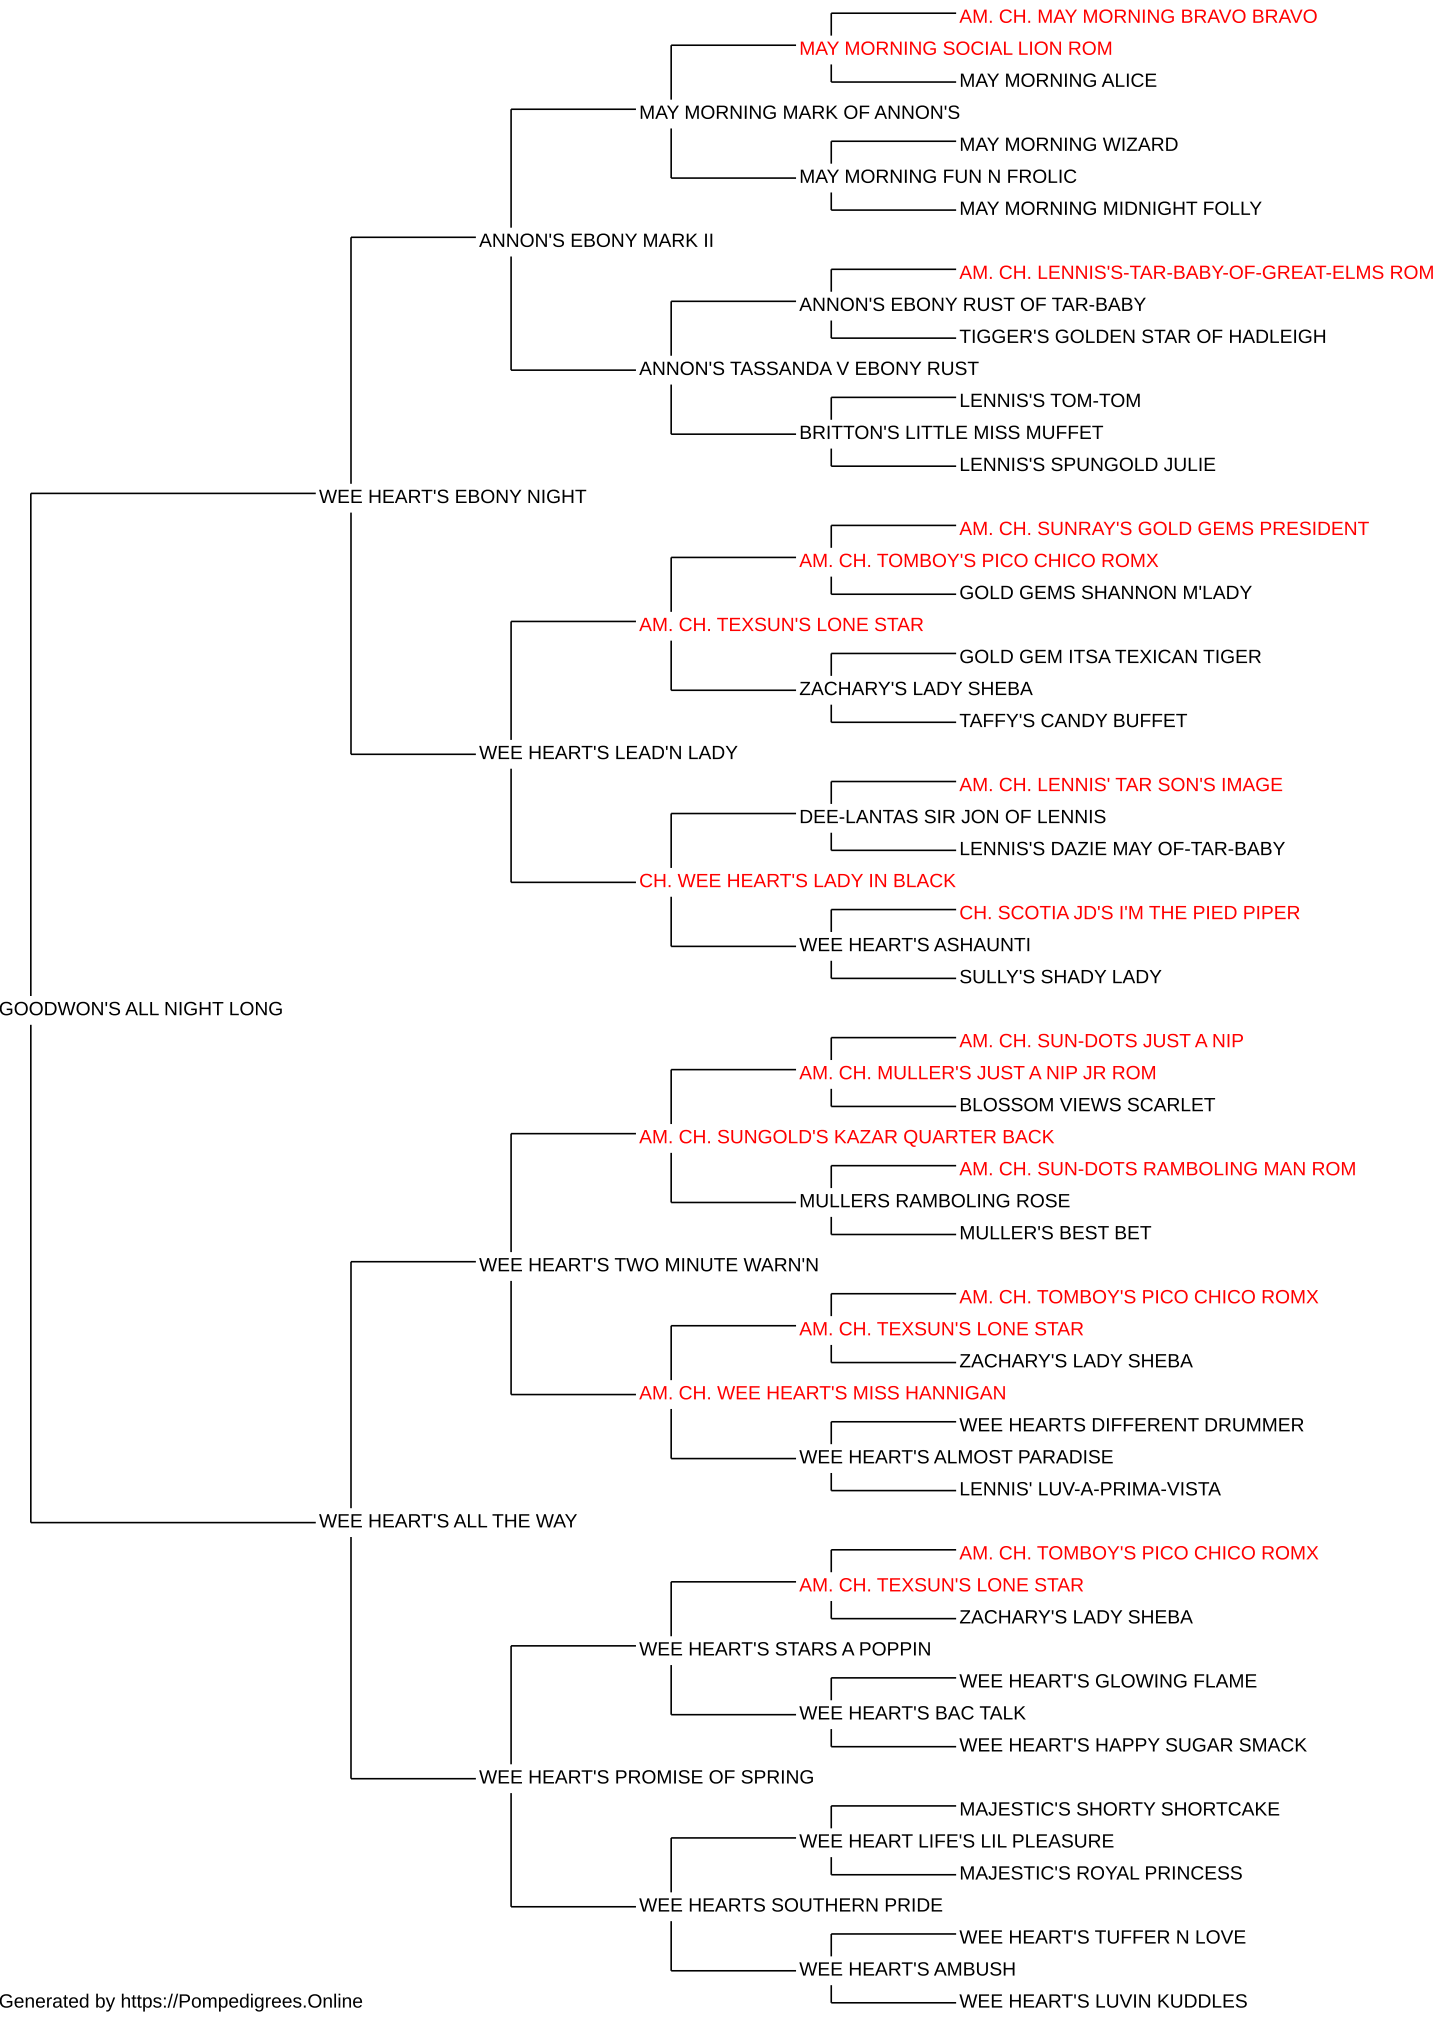 AM. CH. MAY MORNING BRAVO BRAVO
MAY MORNING SOCIAL LION ROM
MAY MORNING ALICE
MAY MORNING MARK OF ANNON'S
MAY MORNING WIZARD
MAY MORNING FUN N FROLIC
MAY MORNING MIDNIGHT FOLLY
ANNON'S EBONY MARK II
AM. CH. LENNIS'S-TAR-BABY-OF-GREAT-ELMS ROM
ANNON'S EBONY RUST OF TAR-BABY
TIGGER'S GOLDEN STAR OF HADLEIGH
ANNON'S TASSANDA V EBONY RUST
LENNIS'S TOM-TOM
BRITTON'S LITTLE MISS MUFFET
LENNIS'S SPUNGOLD JULIE
WEE HEART'S EBONY NIGHT
AM. CH. SUNRAY'S GOLD GEMS PRESIDENT
AM. CH. TOMBOY'S PICO CHICO ROMX
GOLD GEMS SHANNON M'LADY
AM. CH. TEXSUN'S LONE STAR
GOLD GEM ITSA TEXICAN TIGER
ZACHARY'S LADY SHEBA
TAFFY'S CANDY BUFFET
WEE HEART'S LEAD'N LADY
AM. CH. LENNIS' TAR SON'S IMAGE
DEE-LANTAS SIR JON OF LENNIS
LENNIS'S DAZIE MAY OF-TAR-BABY
CH. WEE HEART'S LADY IN BLACK
CH. SCOTIA JD'S I'M THE PIED PIPER
WEE HEART'S ASHAUNTI
SULLY'S SHADY LADY
GOODWON'S ALL NIGHT LONG
AM. CH. SUN-DOTS JUST A NIP
AM. CH. MULLER'S JUST A NIP JR ROM
BLOSSOM VIEWS SCARLET
AM. CH. SUNGOLD'S KAZAR QUARTER BACK
AM. CH. SUN-DOTS RAMBOLING MAN ROM
MULLERS RAMBOLING ROSE
MULLER'S BEST BET
WEE HEART'S TWO MINUTE WARN'N
AM. CH. TOMBOY'S PICO CHICO ROMX
AM. CH. TEXSUN'S LONE STAR
ZACHARY'S LADY SHEBA
AM. CH. WEE HEART'S MISS HANNIGAN
WEE HEARTS DIFFERENT DRUMMER
WEE HEART'S ALMOST PARADISE
LENNIS' LUV-A-PRIMA-VISTA
WEE HEART'S ALL THE WAY
AM. CH. TOMBOY'S PICO CHICO ROMX
AM. CH. TEXSUN'S LONE STAR
ZACHARY'S LADY SHEBA
WEE HEART'S STARS A POPPIN
WEE HEART'S GLOWING FLAME
WEE HEART'S BAC TALK
WEE HEART'S HAPPY SUGAR SMACK
WEE HEART'S PROMISE OF SPRING
MAJESTIC'S SHORTY SHORTCAKE
WEE HEART LIFE'S LIL PLEASURE
MAJESTIC'S ROYAL PRINCESS
WEE HEARTS SOUTHERN PRIDE
WEE HEART'S TUFFER N LOVE
WEE HEART'S AMBUSH
WEE HEART'S LUVIN KUDDLES
Generated by https://Pompedigrees.Online